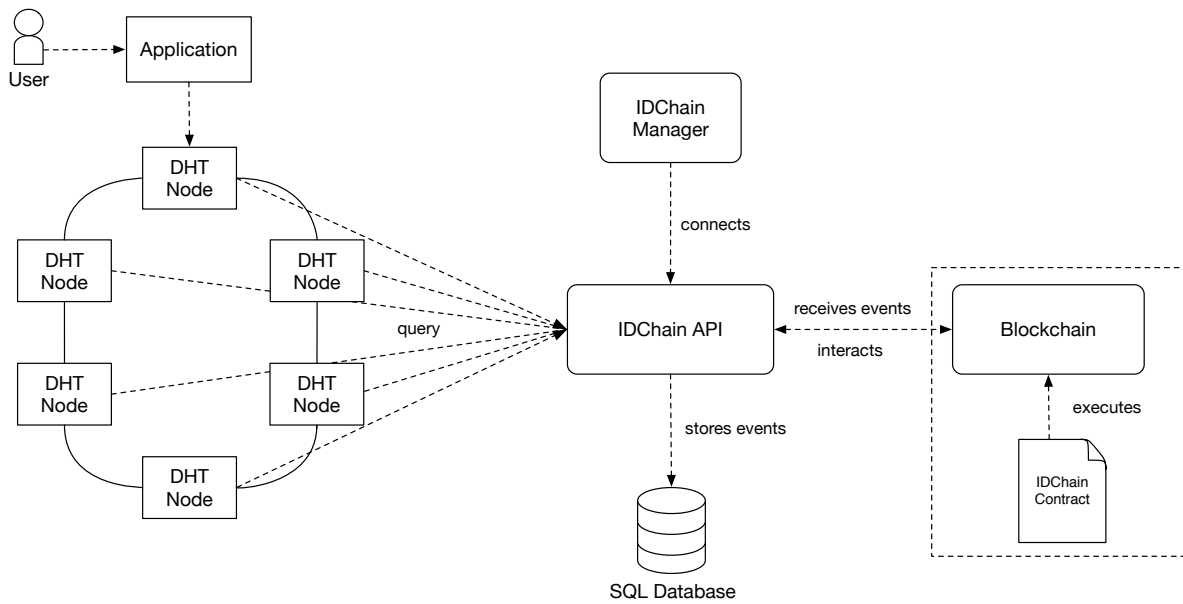 User
Application
DHT
Node
DHT
Node
DHT
Node
DHT
Node
DHT
Node
DHT
Node
query
IDChain
Manager
connects
IDChain API
stores events
SQL Database
receives events
interacts
Blockchain
executes
IDChain
Contract